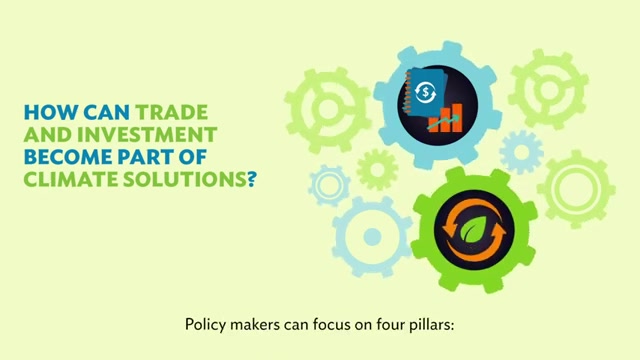 HOW CAN TRADE
AND INVESTMENT
BECOME PART OF
CLIMATE SOLUTIONS?
$
Policy makers can focus on four pillars: